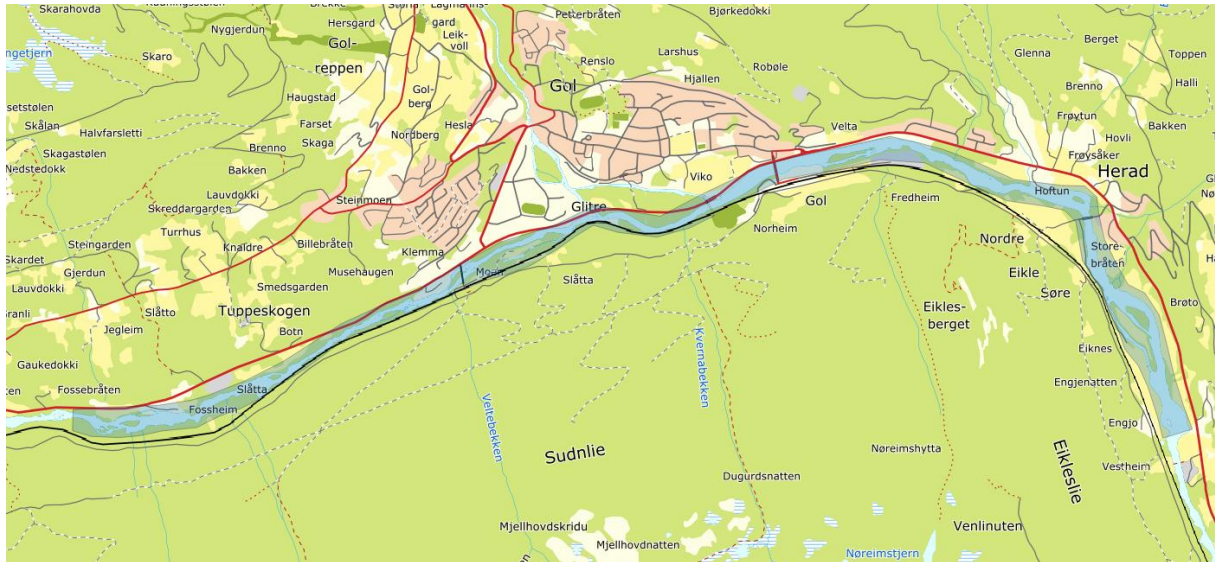 Skarahovda
Nygjerdun
Skaro
Hersgard
gard
Leik-
voll
Gol-
reppen
Petterbråten
Bjørkedokki
Renslo
Larshus
Robøle
Hjallen
Gol
Glenna
Berget
Toppen
Brenno
Halli
Frøytun
Hovli
Bakken
Frøysåker
Herad
Haugstad
Gol-
berg
Farset
Skaga
Nordberg
Hesla
Velta
Skålan
Halvfarsletti
Skagastølen
Nedstedokk
Brenno
Bakken
Lauvdokki
Skreddargarden
Steinmoen
Turrhus
Steingarden
Knaidre
Billebråten
Klemma
Skardet
Gjerdun
Musehaugen
Lauvdokki
Smedsgarden
Slåtto
Tuppeskogen
Jegleim
Botn
Gaukedokki
Fossebråten
Slåtta
Fossheim
Viko
Glitre
Gol
Norheim
Moen
Slåtta
Fredheim
Hoftun
Nordre
Eikle
Søre
Store-
bråten
Brøto
Eikles-
berget
Eiknes
Engjenatten
Engjo
Vestheim
Eikleslie
Kvernabekken
Veltebekken
Sudnlie
Nøreimshytta
Dugurdsnatten
Mjellhovdskridu
Mjellhovdnatten
Venlinuten
Nøreimstjern